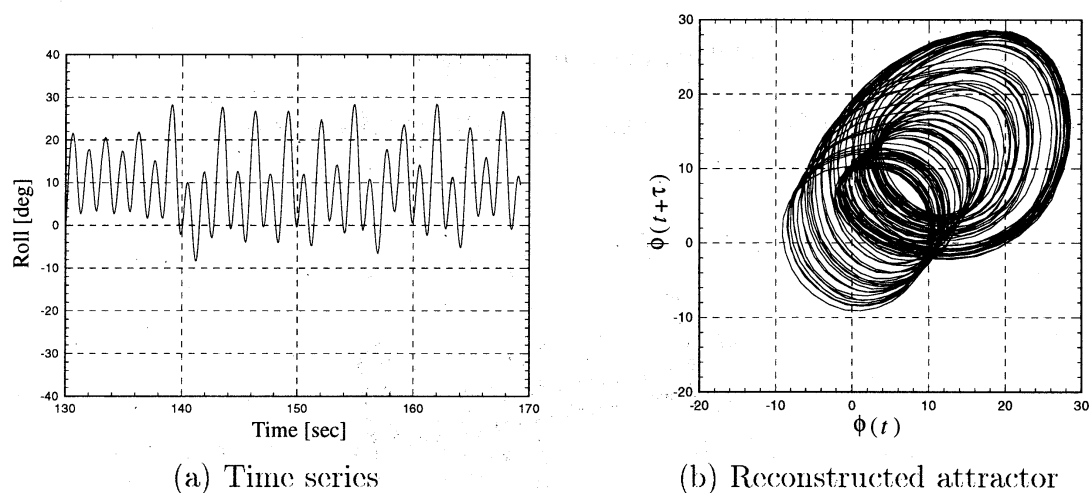 40
30
20
10
0
-10
-20
-30
-40
Roll [deg]
130 140 150 160 170
Time [sec]
(a) Time series
30
20
10
0
-10
-20
ϕ(t + τ)
-20 -10 0 10 20 30
ϕ(t)
(b) Reconstructed attractor